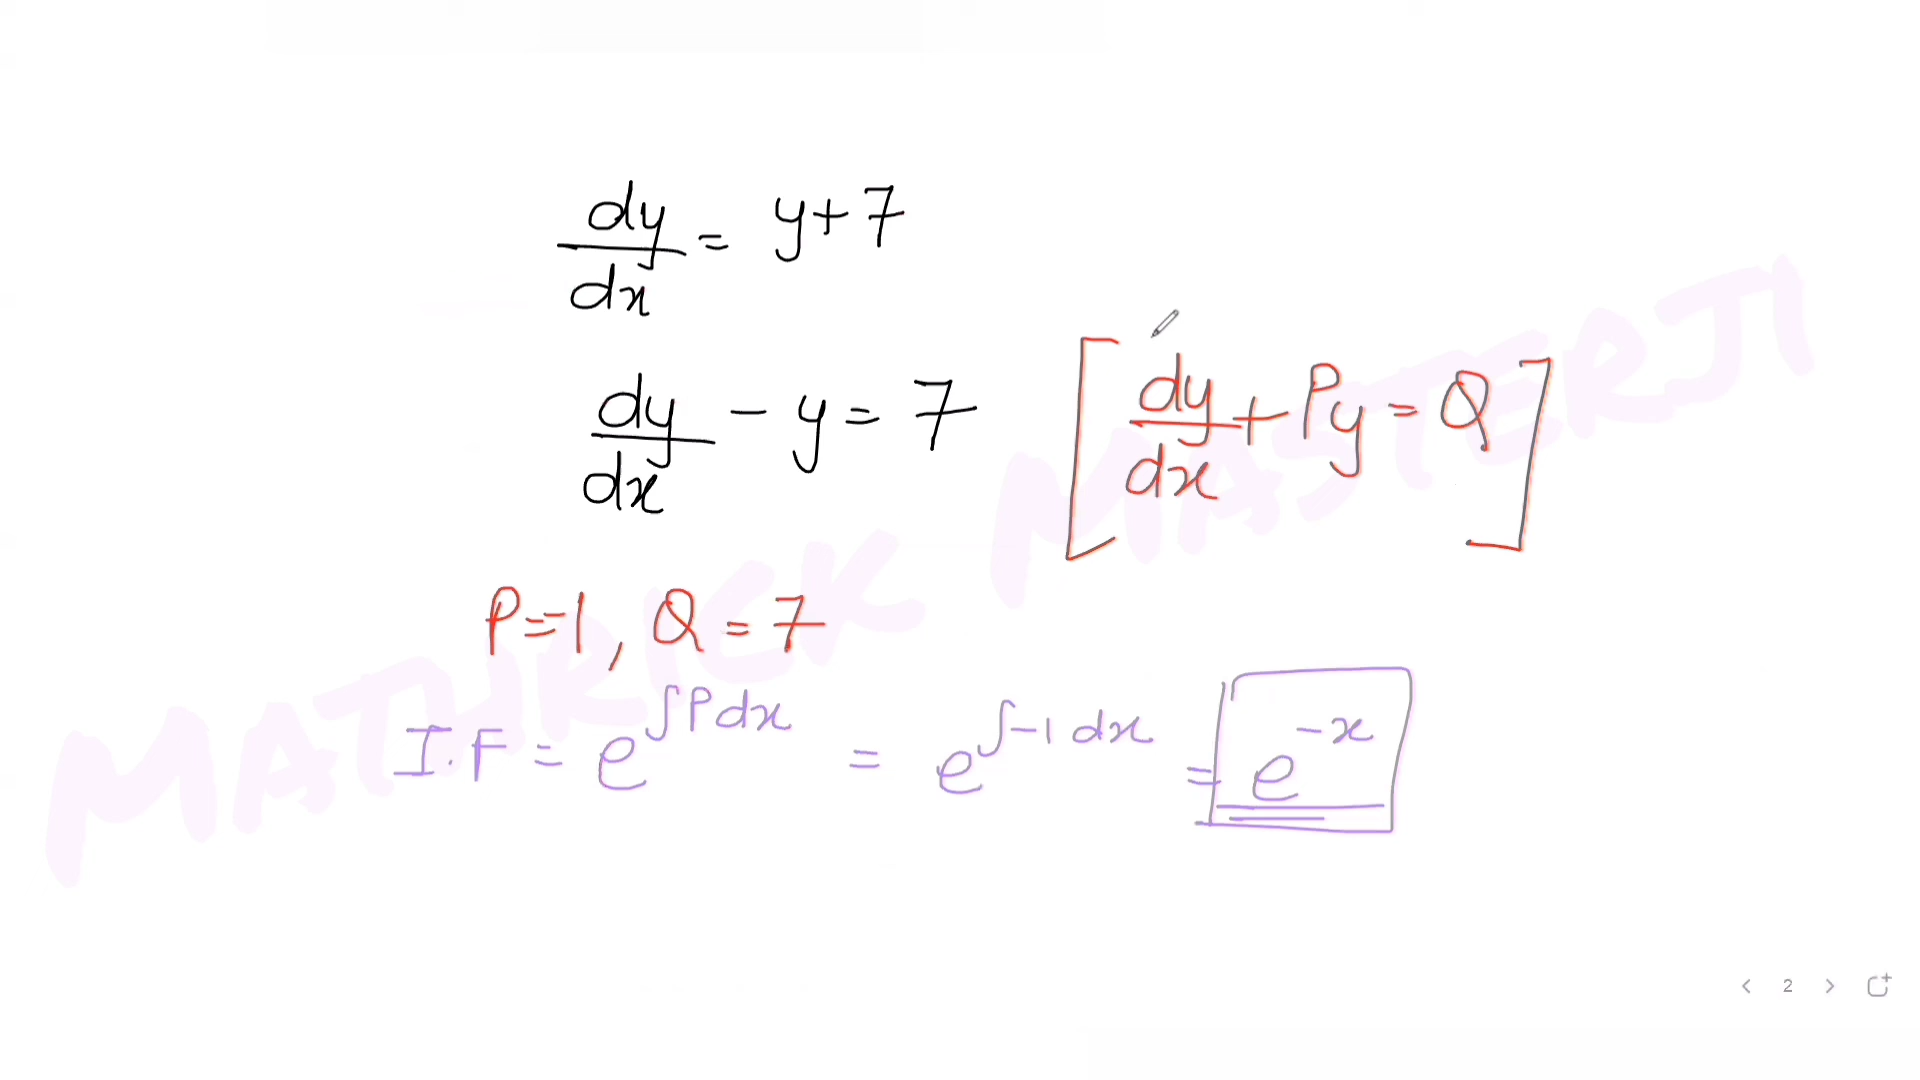 dy/dx = y+7
dy/dx - y = 7 [dy/dx + Py = Q]
P=-1, Q = 7
I.F = e^∫Pdx = e^∫-1 dx = e^-x
MATHRICK MASTERJI
< 2 >